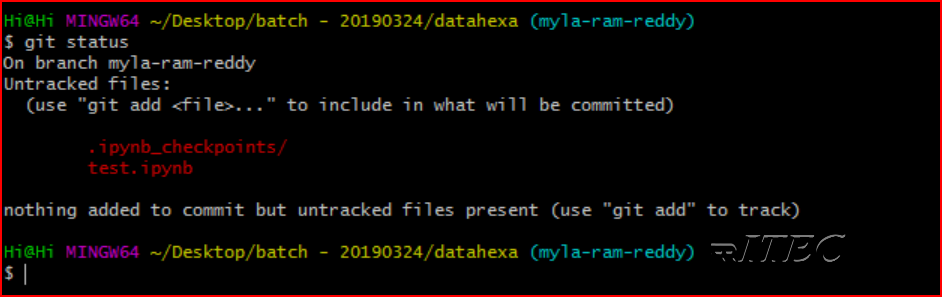 Hi@Hi MINGW64 ~/Desktop/batch - 20190324/datahexa (myla-ram-reddy)
$ git status
On branch myla-ram-reddy
Untracked files:
  (use "git add <file>..." to include in what will be committed)

        .ipynb_checkpoints/
        test.ipynb

nothing added to commit but untracked files present (use "git add" to track)

Hi@Hi MINGW64 ~/Desktop/batch - 20190324/datahexa (myla-ram-reddy)
$